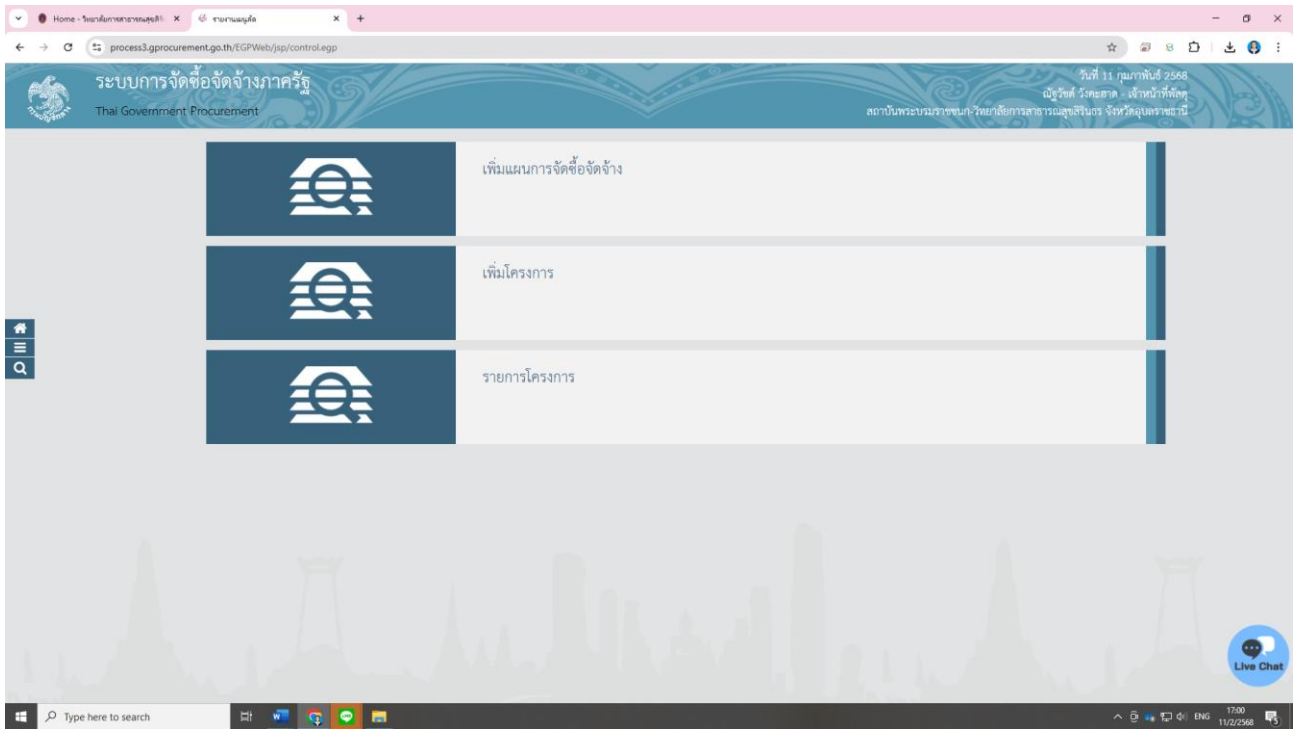 Home - วิทยาลัยการสาธารณสุขสิริ
รายงานเมนูหลัก
process3.gprocurement.go.th/EGPWeb/jsp/control.egp
ระบบการจัดซื้อจัดจ้างภาครัฐ
Thai Government Procurement
วันที่ 11 กุมภาพันธ์ 2568
ณัฐวัชต์ วังคะฮาต - เจ้าหน้าที่พัสดุ
สถาบันพระบรมราชชนก-วิทยาลัยการสาธารณสุขสิรินธร จังหวัดอุบลราชธานี
เพิ่มแผนการจัดซื้อจัดจ้าง
เพิ่มโครงการ
รายการโครงการ
Live Chat
Type here to search
ENG
17:00
11/2/2568